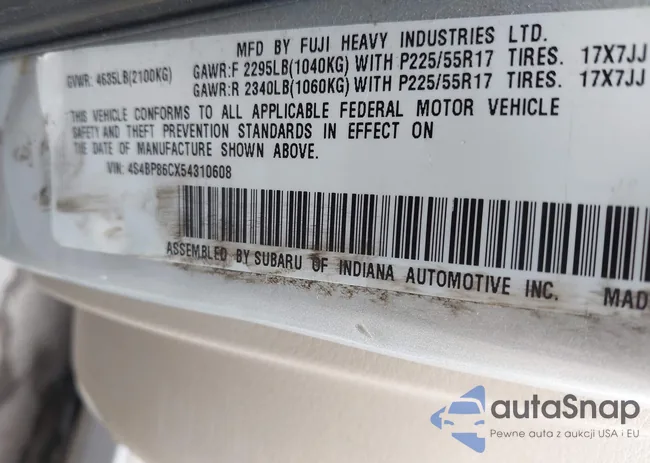 MFD BY FUJI HEAVY INDUSTRIES LTD.
GVWR: 4635LB(2100KG) GAWR:F 2295LB(1040KG) WITH P225/55R17 TIRES. 17X7JJ
GAWR:R 2340LB(1060KG) WITH P225/55R17 TIRES. 17X7JJ
THIS VEHICLE CONFORMS TO ALL APPLICABLE FEDERAL MOTOR VEHICLE
SAFETY AND THEFT PREVENTION STANDARDS IN EFFECT ON
THE DATE OF MANUFACTURE SHOWN ABOVE.
VIN: 4S4BP86CX54310608
ASSEMBLED BY SUBARU OF INDIANA AUTOMOTIVE INC. MAD
autaSnap
Pewne auta z aukcji USA i EU